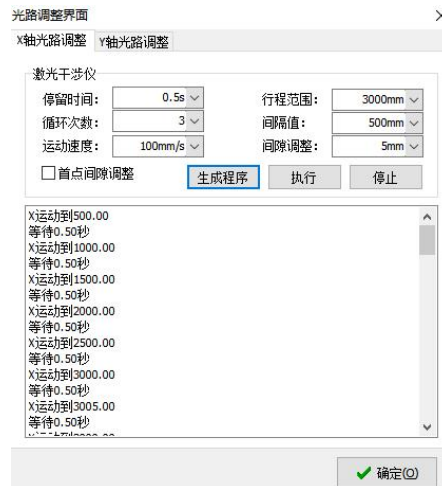 光路调整界面
X轴光路调整 Y轴光路调整
激光干涉仪
停留时间: 0.5s 行程范围: 3000mm
循环次数: 3 间隔值: 500mm
运动速度: 100mm/s 间隙调整: 5mm
首点间隙调整 生成程序 执行 停止
X运动到500.00
等待0.50秒
X运动到1000.00
等待0.50秒
X运动到1500.00
等待0.50秒
X运动到2000.00
等待0.50秒
X运动到2500.00
等待0.50秒
X运动到3000.00
等待0.50秒
X运动到3005.00
等待0.50秒
确定(O)